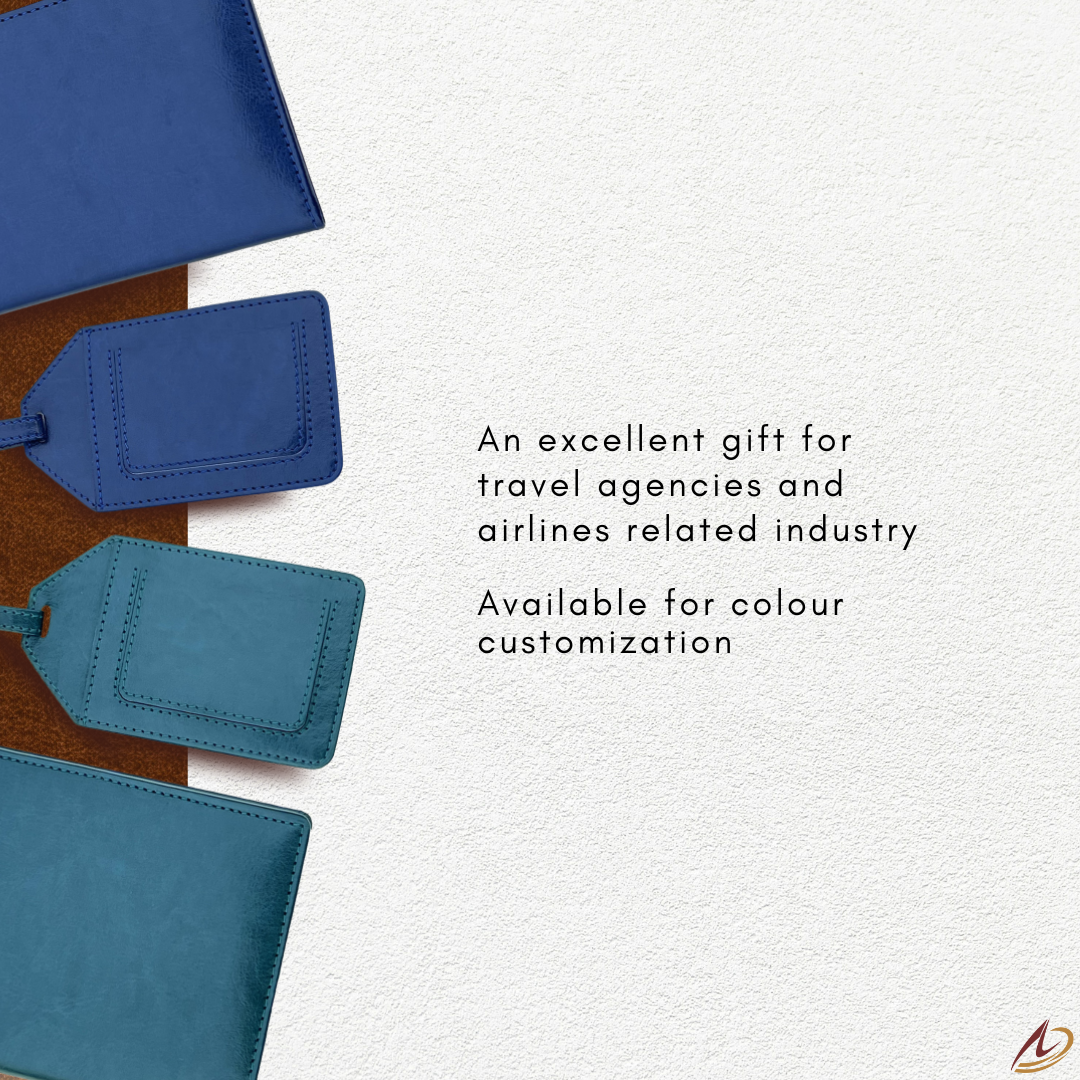 An excellent gift for
travel agencies and
airlines related industry
Available for colour
customization